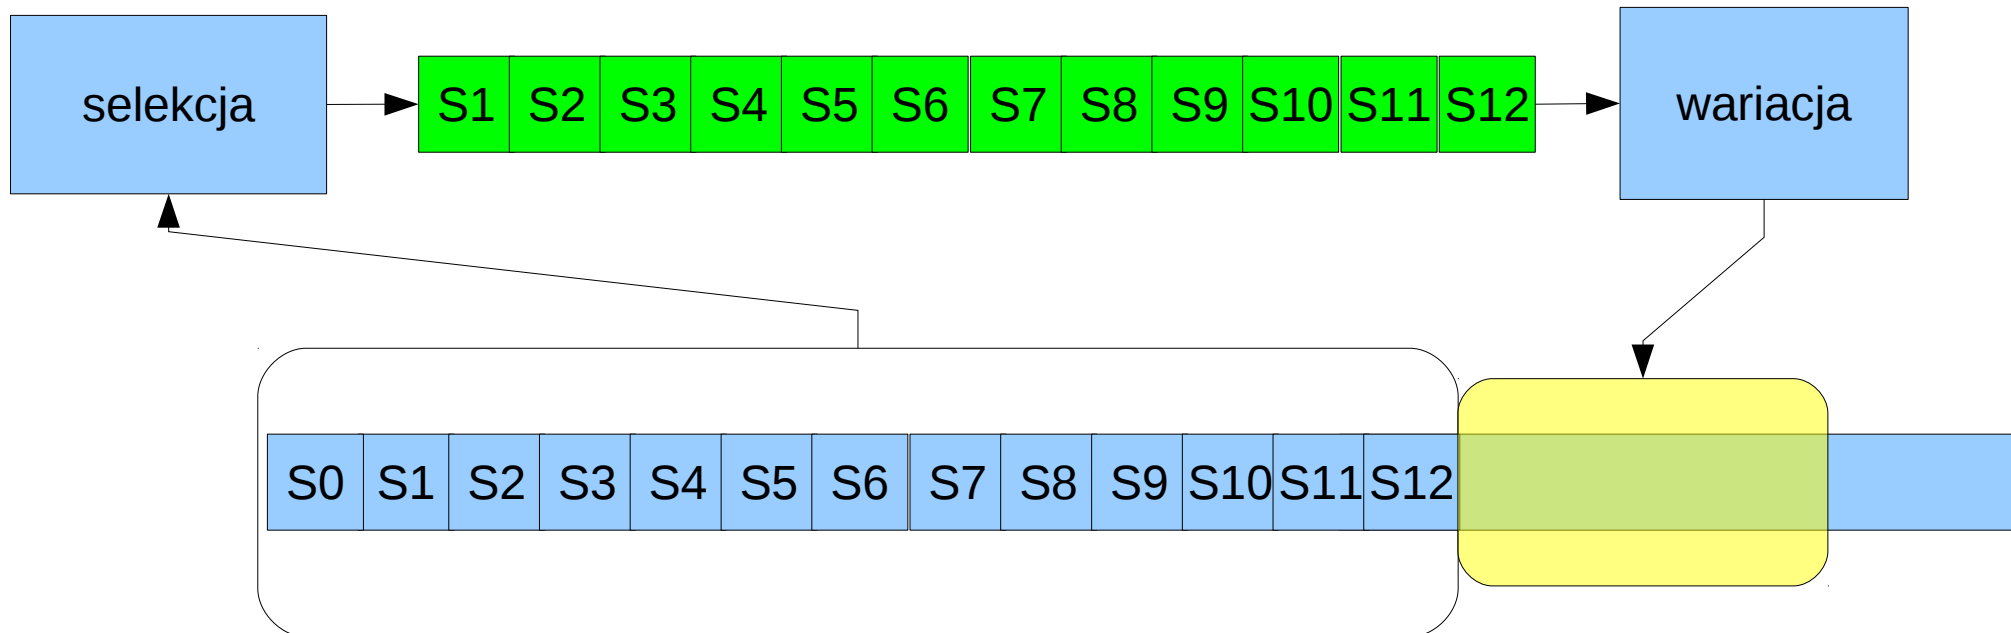 selekcja S1 S2 S3 S4 S5 S6 S7 S8 S9 S10 S11 S12 wariacja
S0 S1 S2 S3 S4 S5 S6 S7 S8 S9 S10 S11 S12